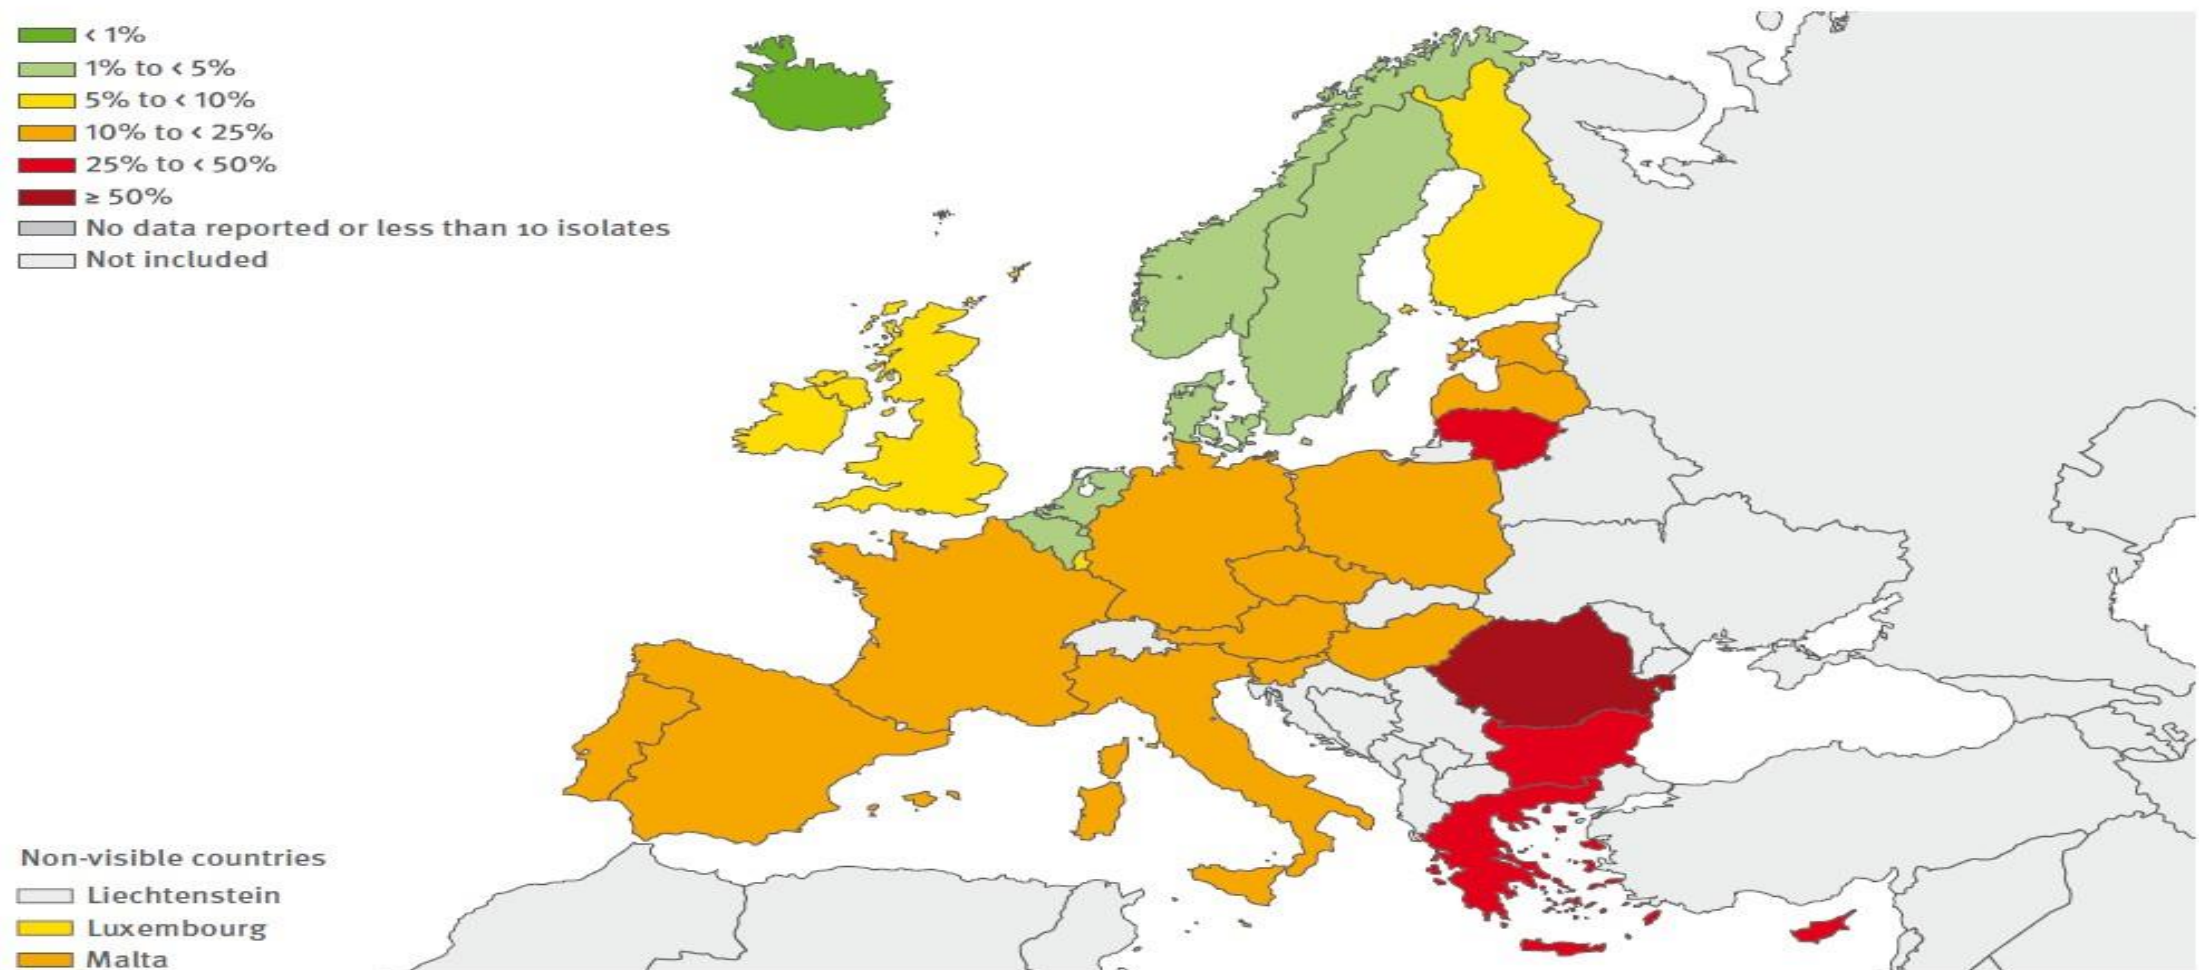 < 1%
1% to < 5%
5% to < 10%
10% to < 25%
25% to < 50%
≥ 50%
No data reported or less than 10 isolates
Not included
Non-visible countries
Liechtenstein
Luxembourg
Malta